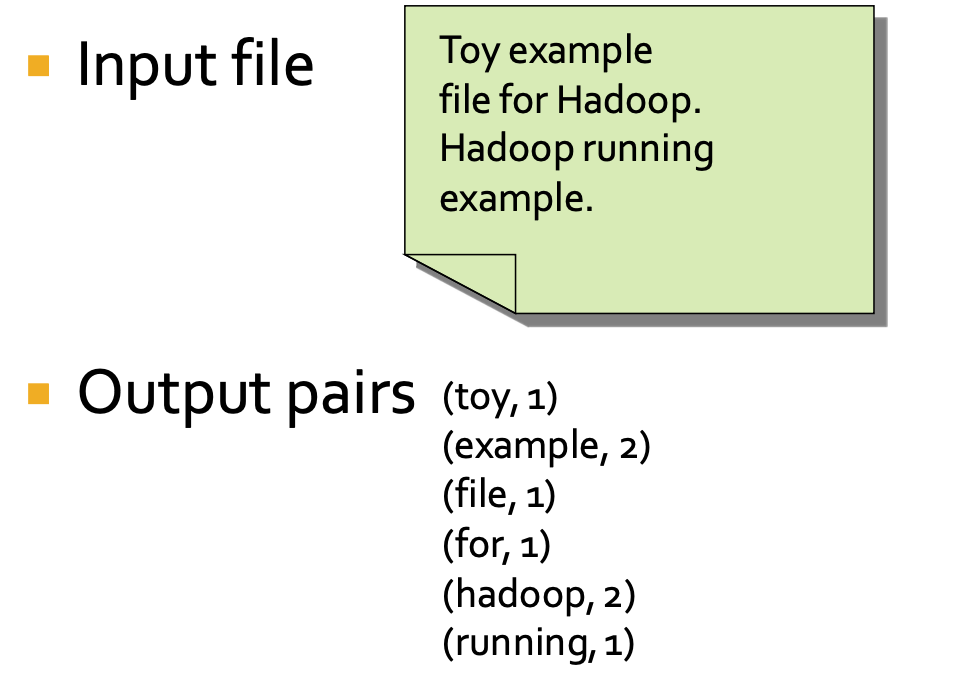 Input file
Toy example
file for Hadoop.
Hadoop running
example.
Output pairs
(toy, 1)
(example, 2)
(file, 1)
(for, 1)
(hadoop, 2)
(running, 1)